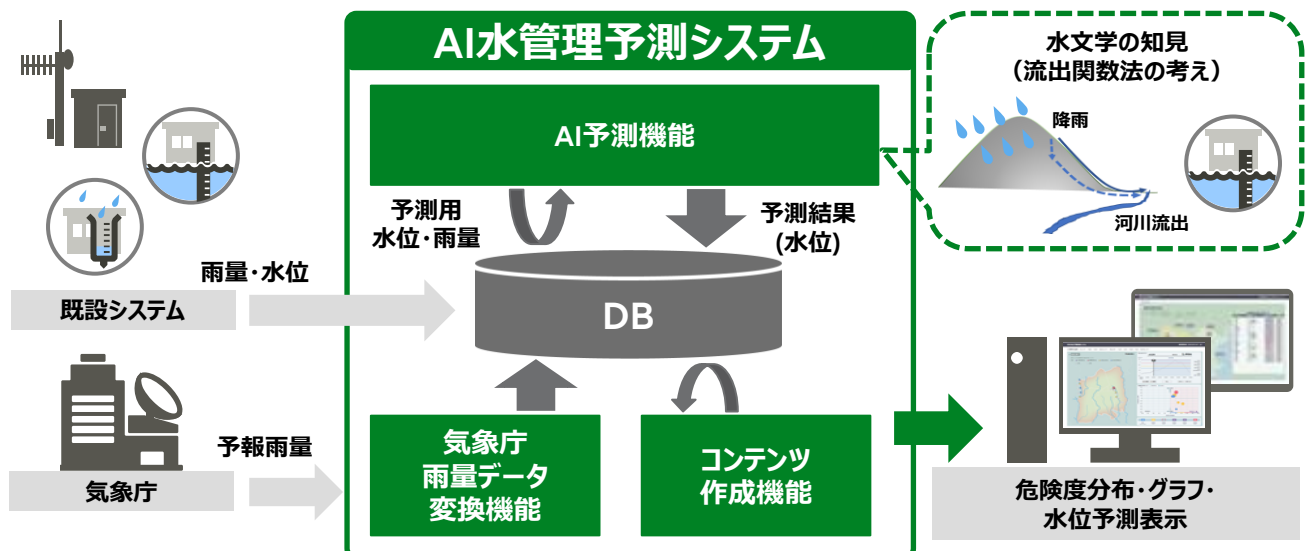 AI水管理予測システム
水文学の知見
（流出関数法の考え）
降雨
河川流出
AI予測機能
予測用
水位・雨量
予測結果
(水位)
雨量・水位
既設システム
DB
予報雨量
気象庁
気象庁
雨量データ
変換機能
コンテンツ
作成機能
危険度分布・グラフ・
水位予測表示